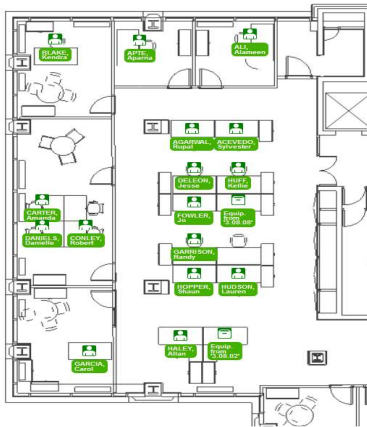 BLAKE,
Kendra
APTE,
Aparna
ALI,
Alameen
AGARWAL,
Rupal
ACEVEDO,
Sylvester
DELEON,
Jesse
HUFF,
Kellie
CARTER,
Amanda
FOWLER,
Jo
Equip.
from
'3.08.08'
DANIELS,
Danielle
CONLEY,
Robert
GARRISON,
Randy
HOPPER,
Shaun
HUDSON,
Lauren
GARCIA,
Carol
HALEY,
Allan
Equip.
from
'3.08.02'